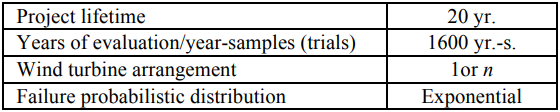 Project lifetime 20 yr.
Years of evaluation/year-samples (trials) 1600 yr.-s.
Wind turbine arrangement 1or n
Failure probabilistic distribution Exponential